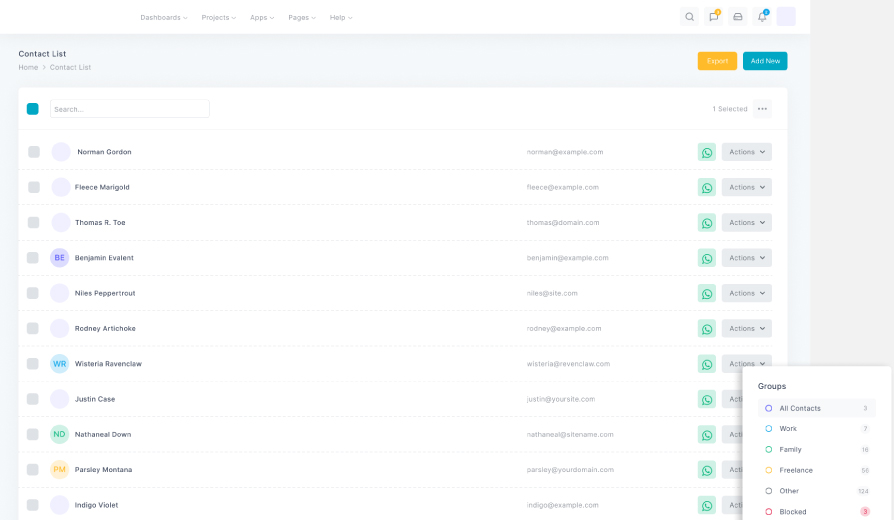 Dashboards Projects Apps Pages Help
2 2
Contact List
Home > Contact List
Export Add New
Search... 1 Selected ...
Norman Gordon norman@example.com Actions
Fleece Marigold fleece@example.com Actions
Thomas R. Toe thomas@domain.com Actions
BE Benjamin Evalent benjamin@example.com Actions
Niles Peppertrout niles@site.com Actions
Rodney Artichoke rodney@example.com Actions
WR Wisteria Ravenclaw wisteria@revenclaw.com Actions
Justin Case justin@yoursite.com Acti
ND Nathaneal Down nathaneal@sitename.com Acti
PM Parsley Montana parsley@yourdomain.com Acti
Indigo Violet indigo@example.com Acti
Groups
All Contacts 3
Work 7
Family 16
Freelance 56
Other 124
Blocked 3